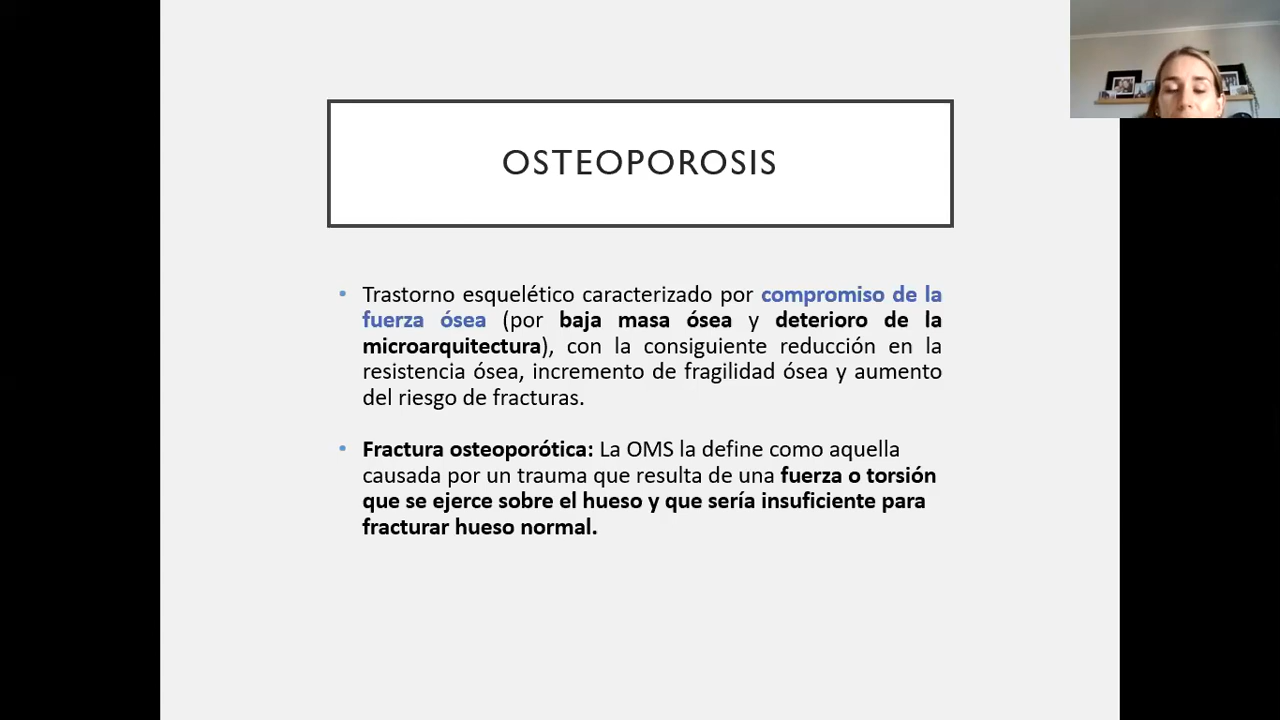 OSTEOPOROSIS
• Trastorno esquelético caracterizado por compromiso de la
fuerza ósea (por baja masa ósea y deterioro de la
microarquitectura), con la consiguiente reducción en la
resistencia ósea, incremento de fragilidad ósea y aumento
del riesgo de fracturas.
• Fractura osteoporótica: La OMS la define como aquella
causada por un trauma que resulta de una fuerza o torsión
que se ejerce sobre el hueso y que sería insuficiente para
fracturar hueso normal.